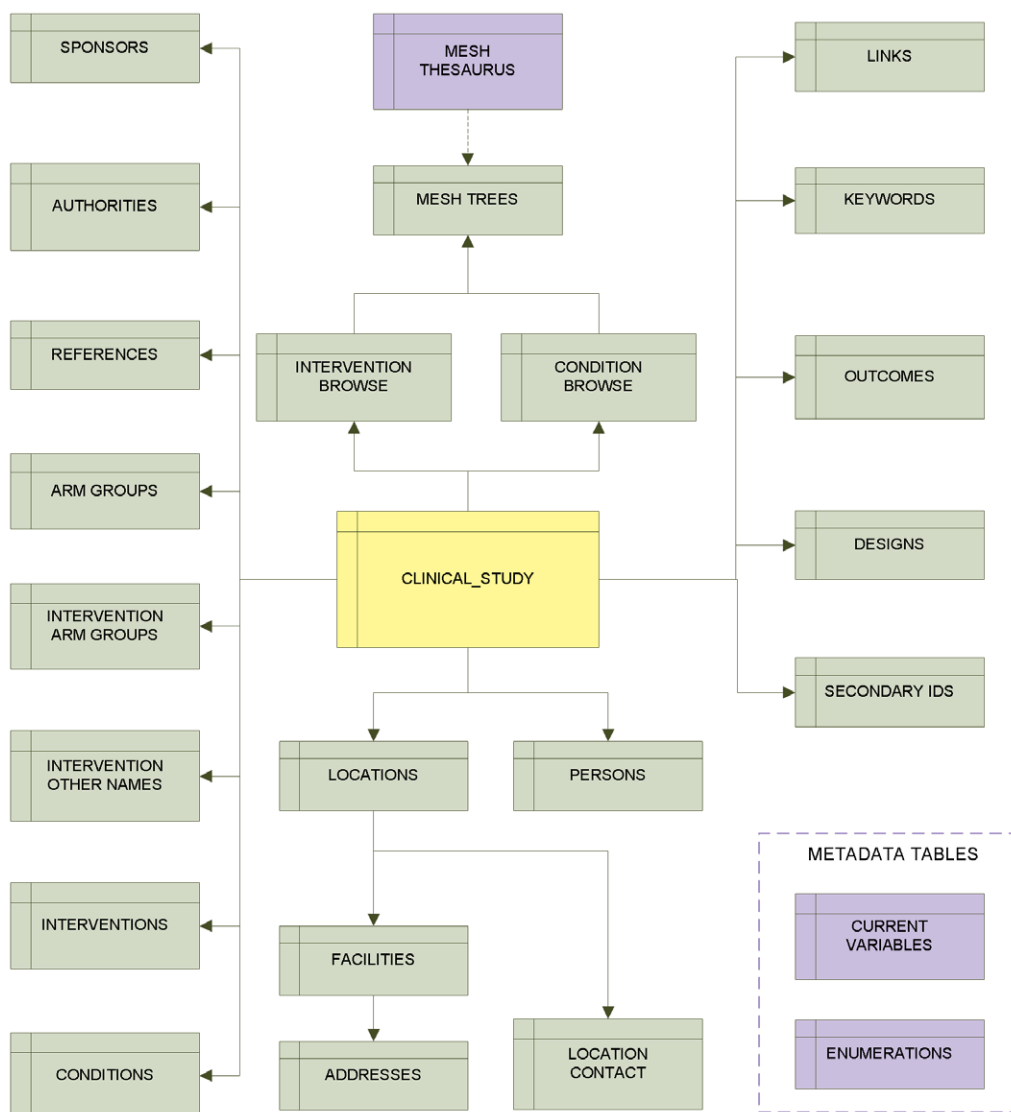 SPONSORS
MESH
THESAURUS
LINKS
AUTHORITIES
MESH TREES
KEYWORDS
REFERENCES
INTERVENTION
BROWSE
CONDITION
BROWSE
OUTCOMES
ARM GROUPS
CLINICAL_STUDY
DESIGNS
INTERVENTION
ARM GROUPS
SECONDARY IDS
INTERVENTION
OTHER NAMES
LOCATIONS
PERSONS
METADATA TABLES
INTERVENTIONS
FACILITIES
CURRENT
VARIABLES
CONDITIONS
ADDRESSES
LOCATION
CONTACT
ENUMERATIONS